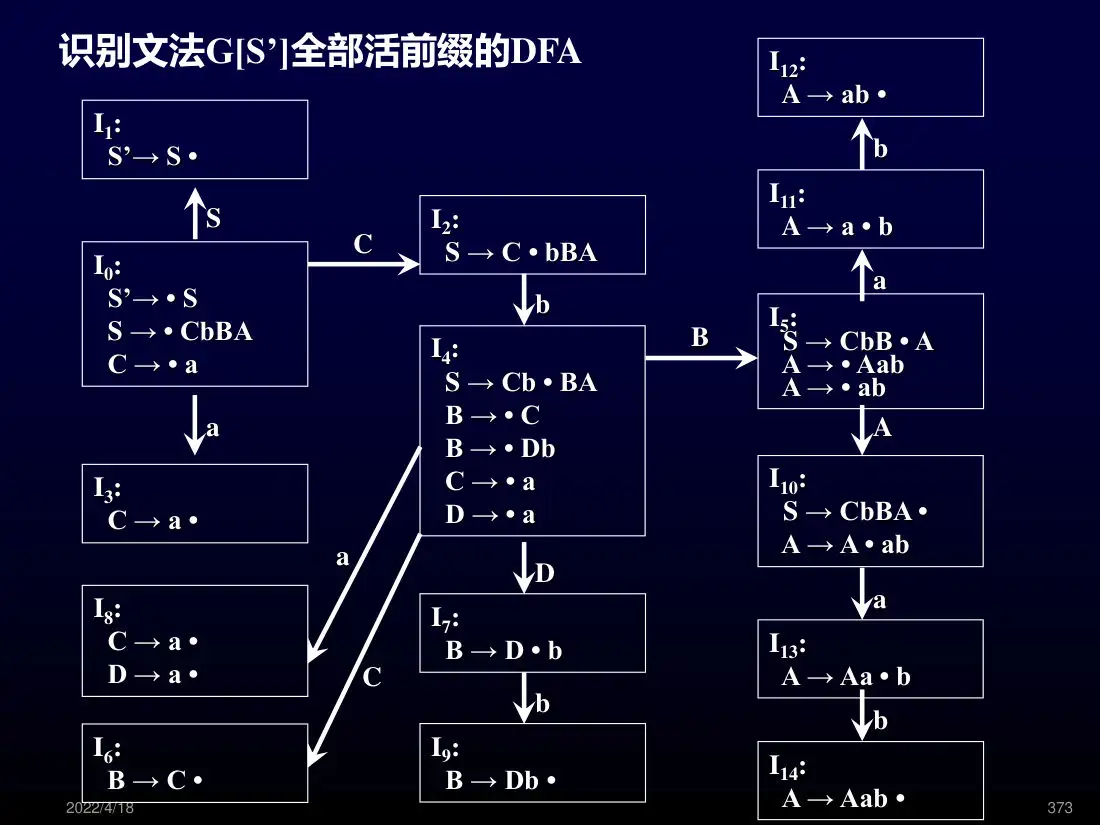 识别文法G[S’]全部活前缀的DFA
I1:
S’→ S •
S
I0:
S’→ • S
S → • CbBA
C → • a
a
I3:
C → a •
I8:
C → a •
D → a •
I6:
B → C •
C
I2:
S → C • bBA
b
I4:
S → Cb • BA
B → • C
B → • Db
C → • a
D → • a
a
C
D
I7:
B → D • b
b
I9:
B → Db •
B
I12:
A → ab •
b
I11:
A → a • b
a
I5:
S → CbB • A
A → • Aab
A → • ab
A
I10:
S → CbBA •
A → A • ab
a
I13:
A → Aa • b
b
I14:
A → Aab •
2022/4/18
373